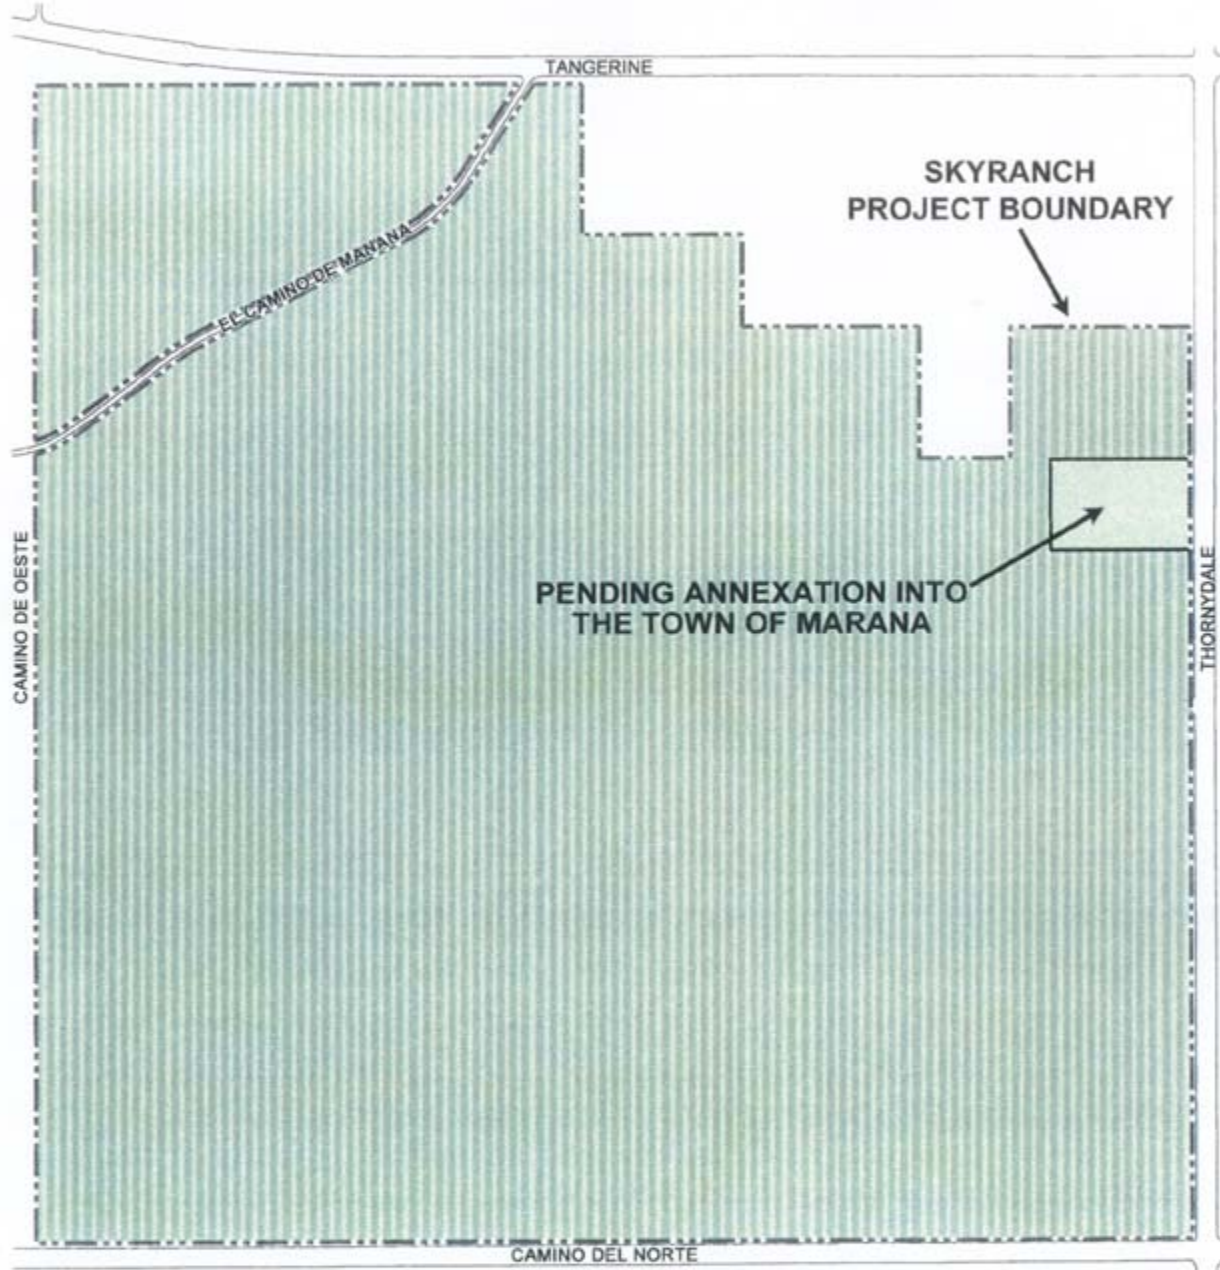 TANGERINE
SKYRANCH
PROJECT BOUNDARY
EL CAMINO DE MANANA
CAMINO DE OESTE
PENDING ANNEXATION INTO
THE TOWN OF MARANA
THORNYDALE
CAMINO DEL NORTE